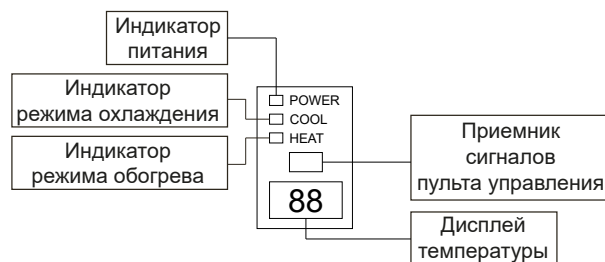 Индикатор
питания
Индикатор
режима охлаждения
Индикатор
режима обогрева
POWER
COOL
HEAT
88
Приемник
сигналов
пульта управления
Дисплей
температуры